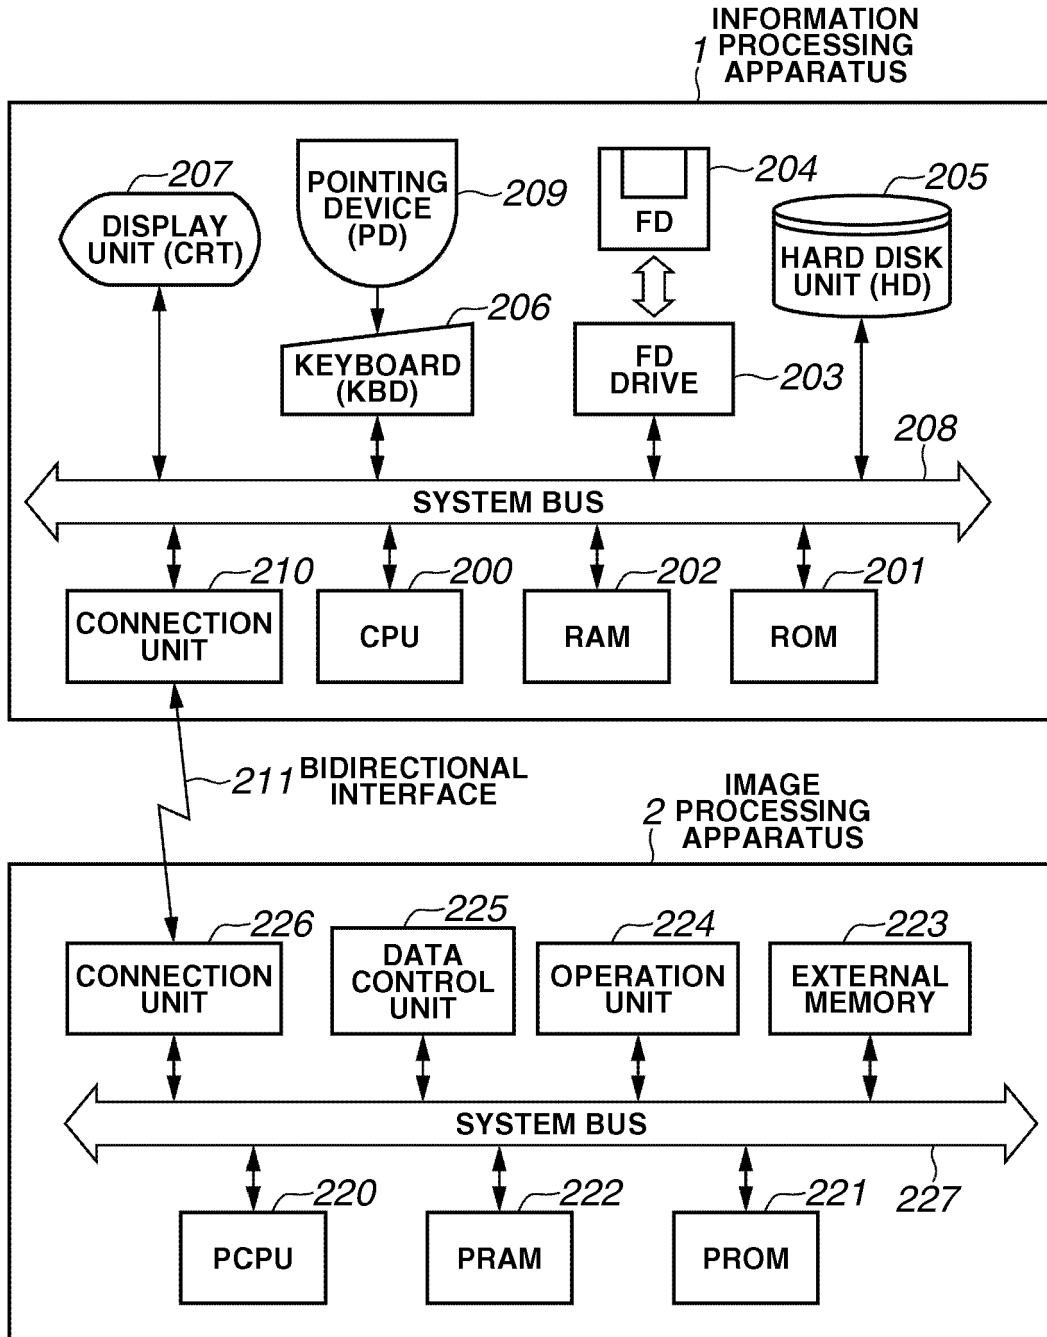 INFORMATION
PROCESSING
APPARATUS
1
207
DISPLAY
UNIT (CRT)
POINTING
DEVICE
(PD)
209
204
FD
205
HARD DISK
UNIT (HD)
206
KEYBOARD
(KBD)
FD
DRIVE
203
208
SYSTEM BUS
210
CONNECTION
UNIT
200
CPU
202
RAM
201
ROM
211
BIDIRECTIONAL
INTERFACE
IMAGE
PROCESSING
APPARATUS
2
226
CONNECTION
UNIT
225
DATA
CONTROL
UNIT
224
OPERATION
UNIT
223
EXTERNAL
MEMORY
SYSTEM BUS
227
220
PCPU
222
PRAM
221
PROM